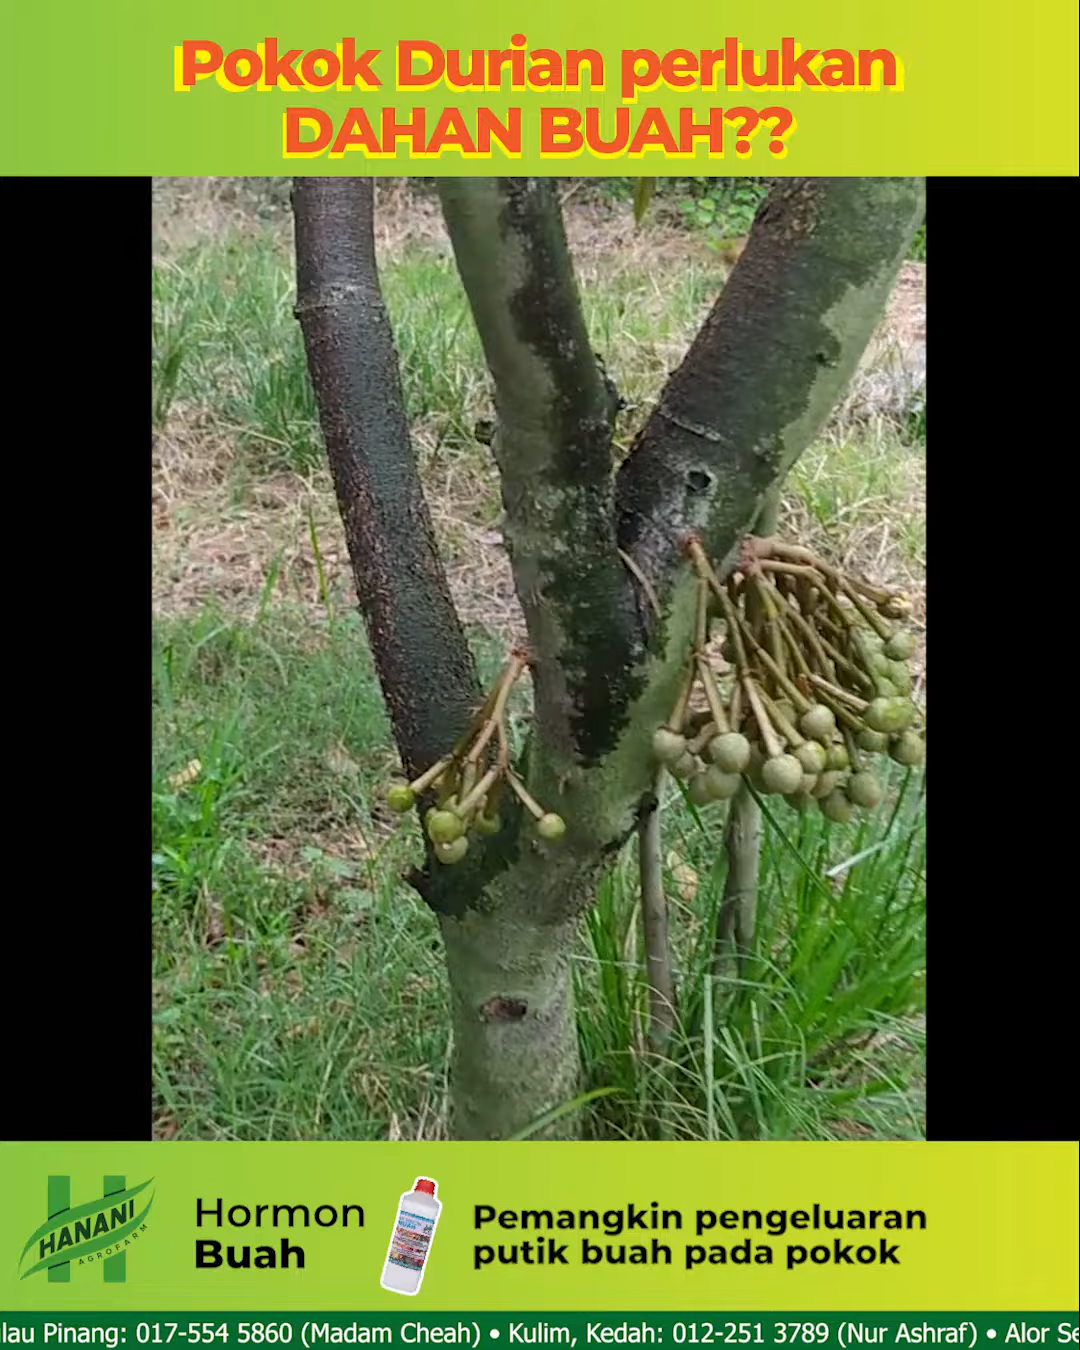 Pokok Durian perlukan
DAHAN BUAH??
HANANI
AGROFARM
Hormon
Buah
Pemangkin pengeluaran
putik buah pada pokok
lau Pinang: 017-554 5860 (Madam Cheah) • Kulim, Kedah: 012-251 3789 (Nur Ashraf) • Alor Se